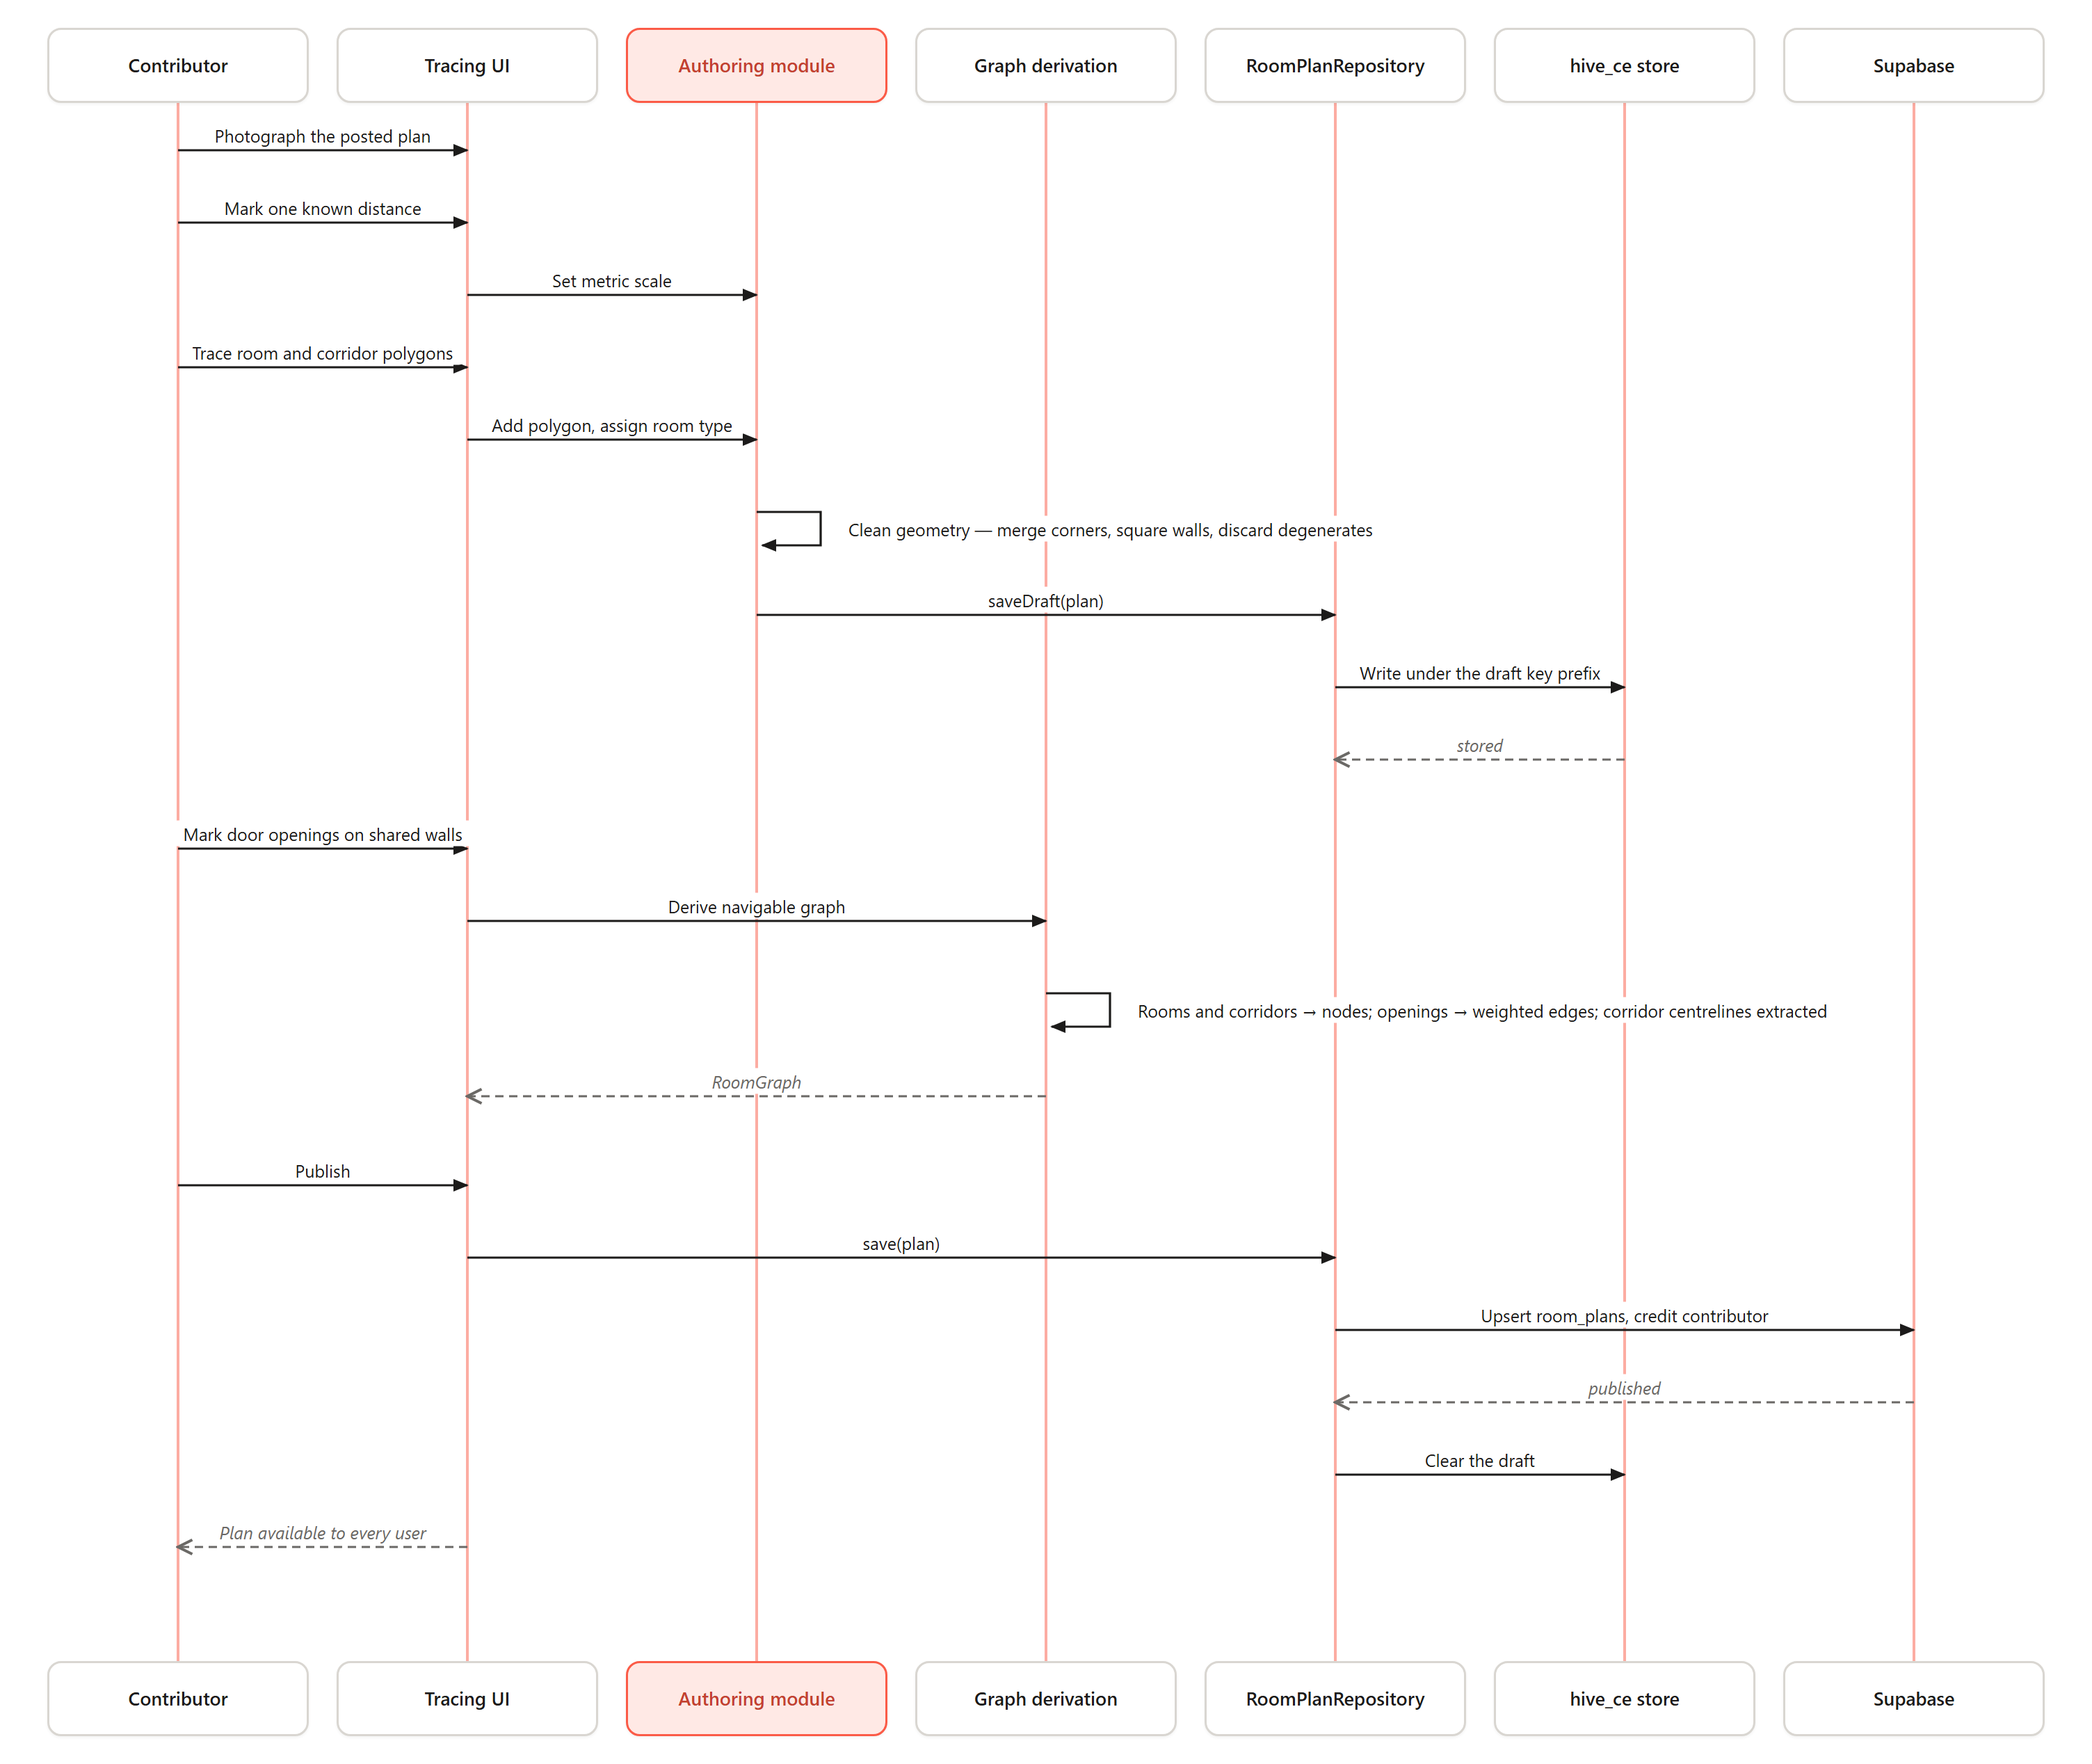 Contributor
Tracing UI
Authoring module
Graph derivation
RoomPlanRepository
hive_ce store
Supabase
Photograph the posted plan
Mark one known distance
Set metric scale
Trace room and corridor polygons
Add polygon, assign room type
Clean geometry — merge corners, square walls, discard degenerates
saveDraft(plan)
Write under the draft key prefix
stored
Mark door openings on shared walls
Derive navigable graph
Rooms and corridors → nodes; openings → weighted edges; corridor centrelines extracted
RoomGraph
Publish
save(plan)
Upsert room_plans, credit contributor
published
Clear the draft
Plan available to every user
Contributor
Tracing UI
Authoring module
Graph derivation
RoomPlanRepository
hive_ce store
Supabase